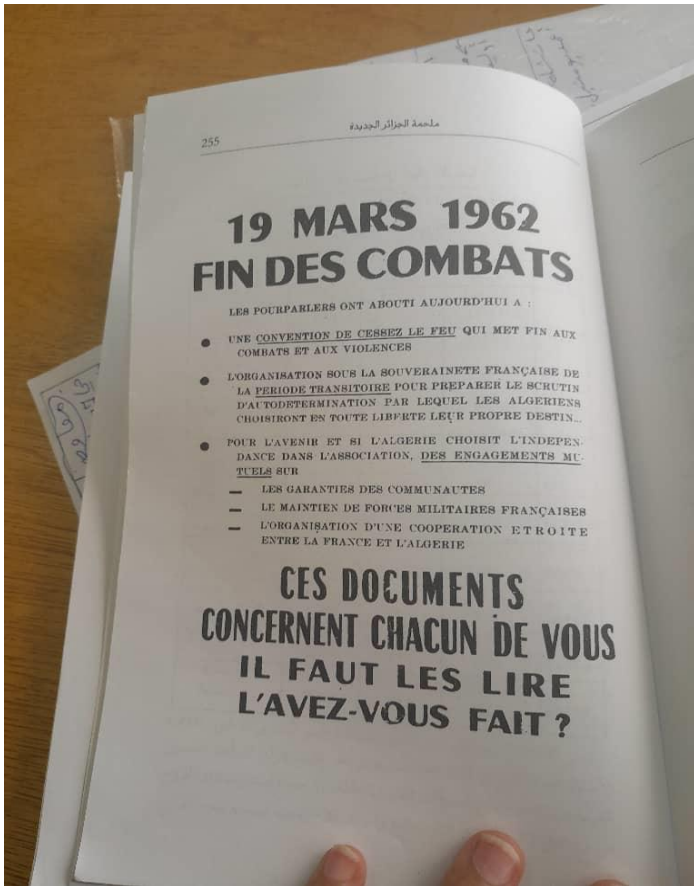 255
ملحمة الجزائر الجديدة
19 MARS 1962
FIN DES COMBATS
LES POURPARLERS ONT ABOUTI AUJOURD'HUI A :
● UNE CONVENTION DE CESSEZ LE FEU QUI MET FIN AUX
COMBATS ET AUX VIOLENCES
● L'ORGANISATION SOUS LA SOUVERAINETE FRANÇAISE DE
LA PERIODE TRANSITOIRE POUR PREPARER LE SCRUTIN
D'AUTODETERMINATION PAR LEQUEL LES ALGERIENS
CHOISIRONT EN TOUTE LIBERTE LEUR PROPRE DESTIN...
● POUR L'AVENIR ET SI L'ALGERIE CHOISIT L'INDEPEN-
DANCE DANS L'ASSOCIATION, DES ENGAGEMENTS MU-
TUELS SUR
— LES GARANTIES DES COMMUNAUTES
— LE MAINTIEN DE FORCES MILITAIRES FRANÇAISES
— L'ORGANISATION D'UNE COOPERATION ETROITE
ENTRE LA FRANCE ET L'ALGERIE
CES DOCUMENTS
CONCERNENT CHACUN DE VOUS
IL FAUT LES LIRE
L'AVEZ-VOUS FAIT ?